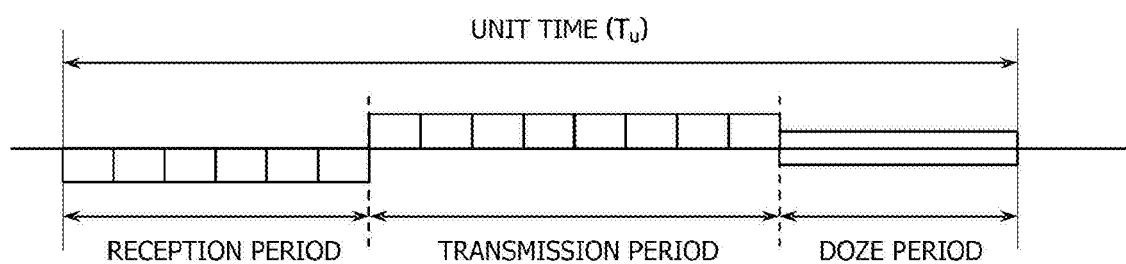 UNIT TIME (Tu)
RECEPTION PERIOD TRANSMISSION PERIOD DOZE PERIOD